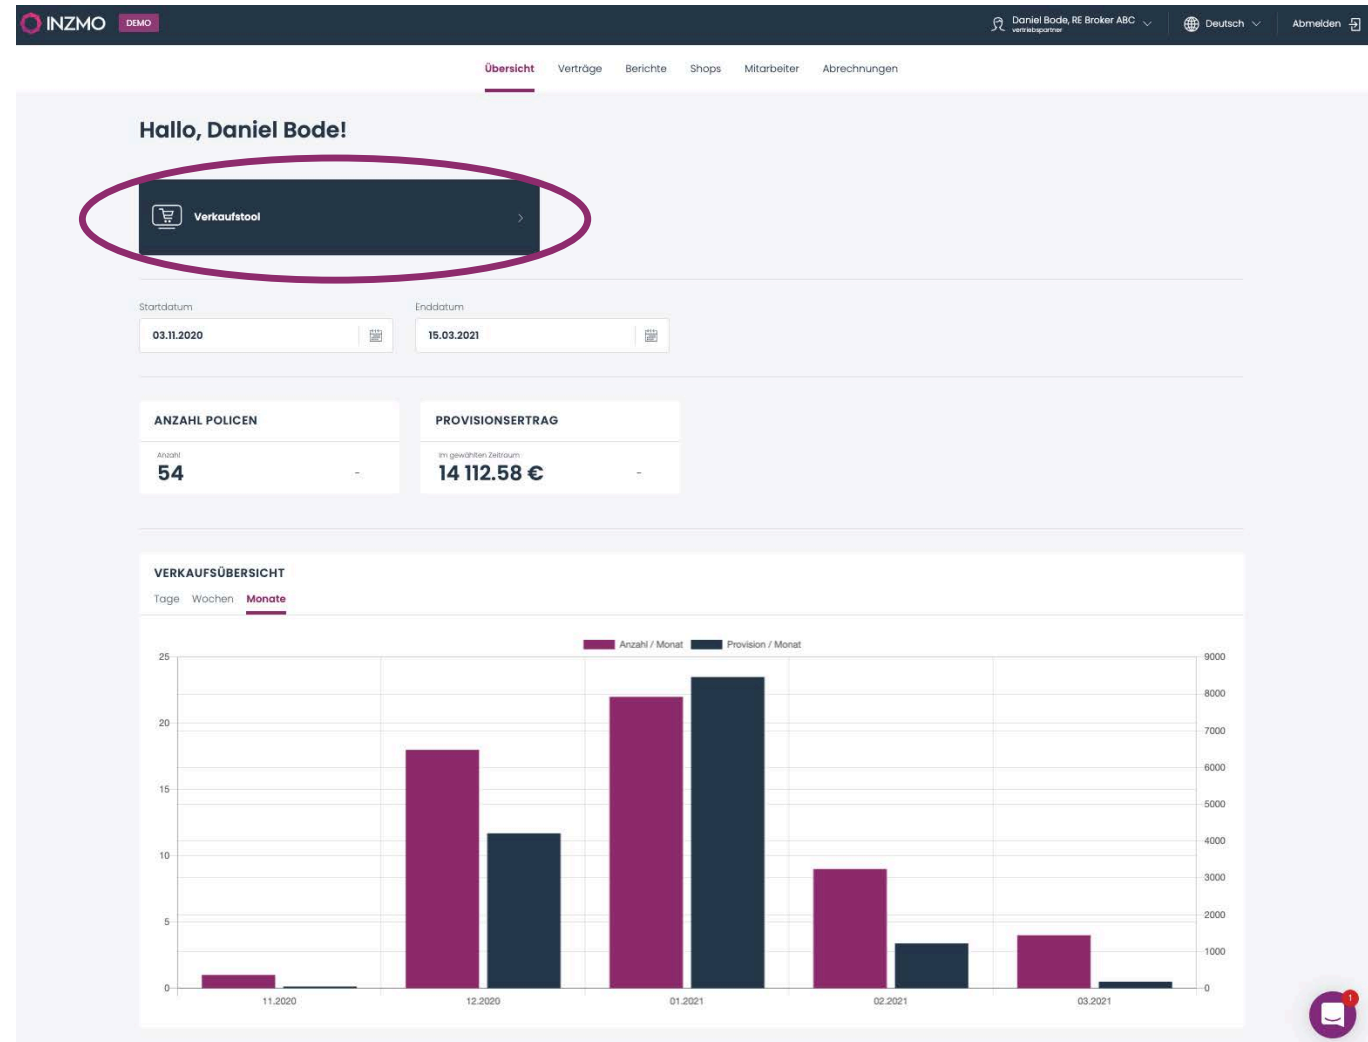 INZMO DEMO
Daniel Bode, RE Broker ABC
vertriebspartner
Deutsch
Abmelden
Übersicht Verträge Berichte Shops Mitarbeiter Abrechnungen
Hallo, Daniel Bode!
Verkaufstool
Startdatum Enddatum
03.11.2020 15.03.2021
ANZAHL POLICEN PROVISIONSERTRAG
Anzahl Im gewählten Zeitraum
54 - 14 112.58 € -
VERKAUFSÜBERSICHT
Tage Wochen Monate
Anzahl / Monat Provision / Monat
25 9000
8000
20
7000
6000
15
5000
10 4000
3000
5 2000
1000
0 0
11.2020 12.2020 01.2021 02.2021 03.2021
1